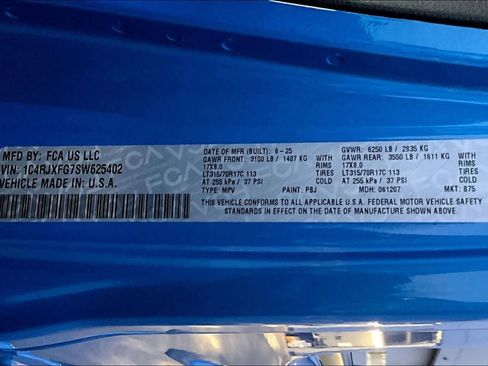 MFD BY: FCA US LLC
VIN: 1C4RJXFG7SW625402
VEHICLE MADE IN U.S.A.
DATE OF MFR (BUILT): 6-25
GAWR FRONT: 3100 LB / 1407 KG WITH
17X8.0 RIMS
LT315/70R17C 113 TIRES
AT 255 kPa / 37 PSI COLD
TYPE: MPV PAINT: PBJ
GVWR: 6250 LB / 2835 KG
GAWR REAR: 3550 LB / 1611 KG WITH
17X8.0 RIMS
LT315/70R17C 113 TIRES
AT 255 kPa / 37 PSI COLD
MDH: 061207 MKT: 875
THIS VEHICLE CONFORMS TO ALL APPLICABLE U.S.A. FEDERAL MOTOR VEHICLE SAFETY
STANDARDS IN EFFECT ON THE DATE OF MANUFACTURE SHOWN ABOVE.